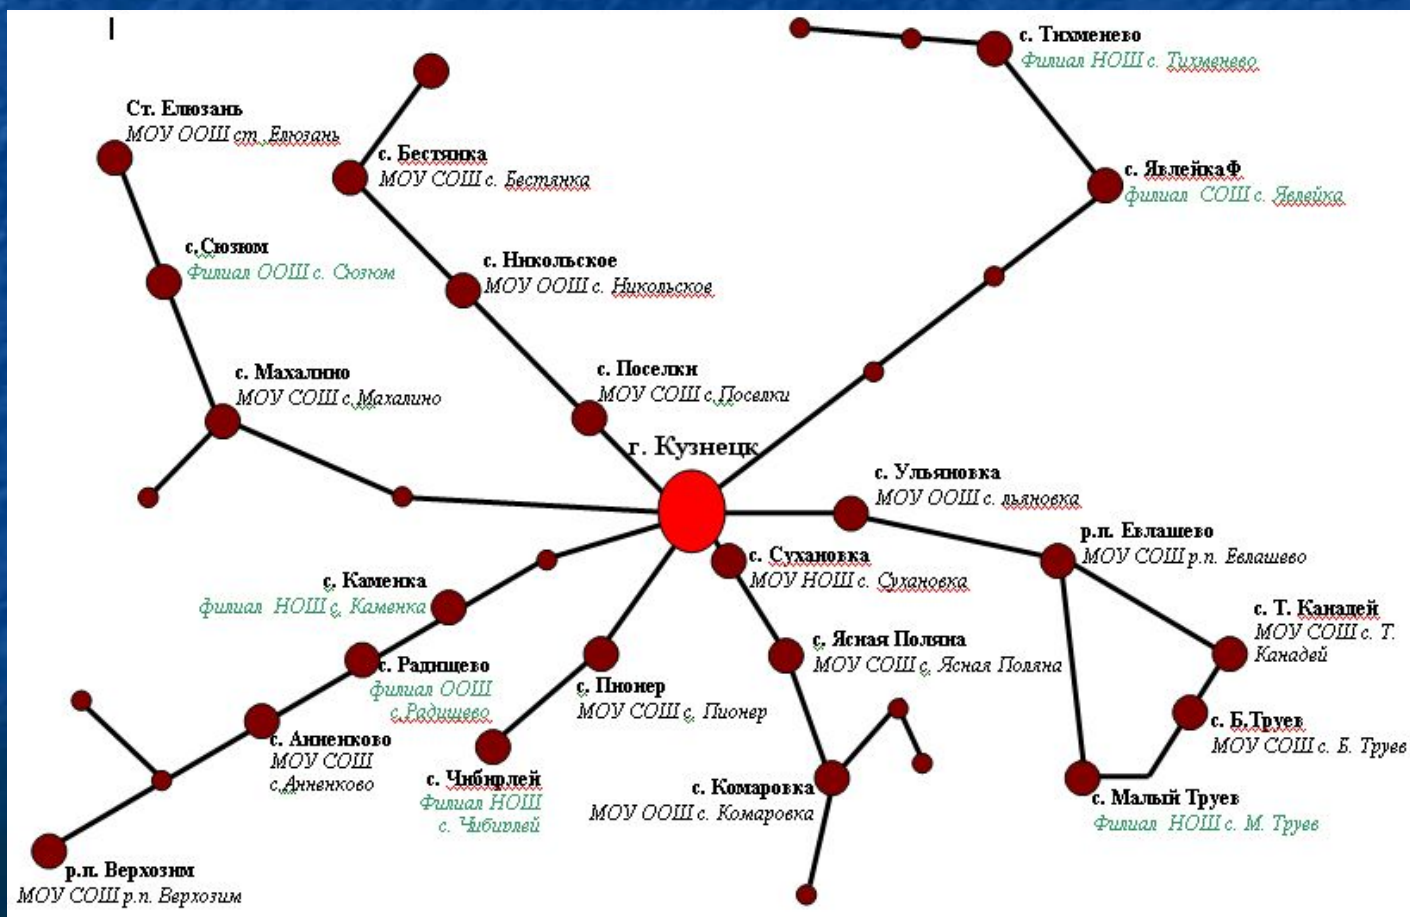 |
с. Тихменево
Филиал НОШ с. Тихменево
Ст. Елюзань
МОУ ООШ ст. Елюзань
с. Бестянка
МОУ СОШ с. Бестянка
с. ЯвлейкаФ
филиал СОШ с. Явлейка
с.Сюзюм
Филиал ООШ с. Сюзюм
с. Никольское
МОУ ООШ с. Никольское
с. Махалино
МОУ СОШ с.Махалино
с. Поселки
МОУ СОШ с.Поселки
г. Кузнецк
с. Ульяновка
МОУ ООШ с. льяновка
р.п. Евлашево
МОУ СОШ р.п. Евлашево
с. Сухановка
МОУ НОШ с. Сухановка
с. Каменка
филиал НОШ с. Каменка
с. Т. Канадей
МОУ СОШ с. Т.
Канадей
с. Ясная Поляна
МОУ СОШ с. Ясная Поляна
с. Радищево
филиал ООШ
с.Радищево
с. Пионер
МОУ СОШ с. Пионер
с. Б.Труев
МОУ СОШ с. Б. Труев
с. Анненково
МОУ СОШ
с.Анненково
с. Чибирлей
Филиал НОШ
с. Чибирлей
с. Комаровка
МОУ ООШ с. Комаровка
с. Малый Труев
Филиал НОШ с. М. Труев
р.п. Верхозим
МОУ СОШ р.п. Верхозим